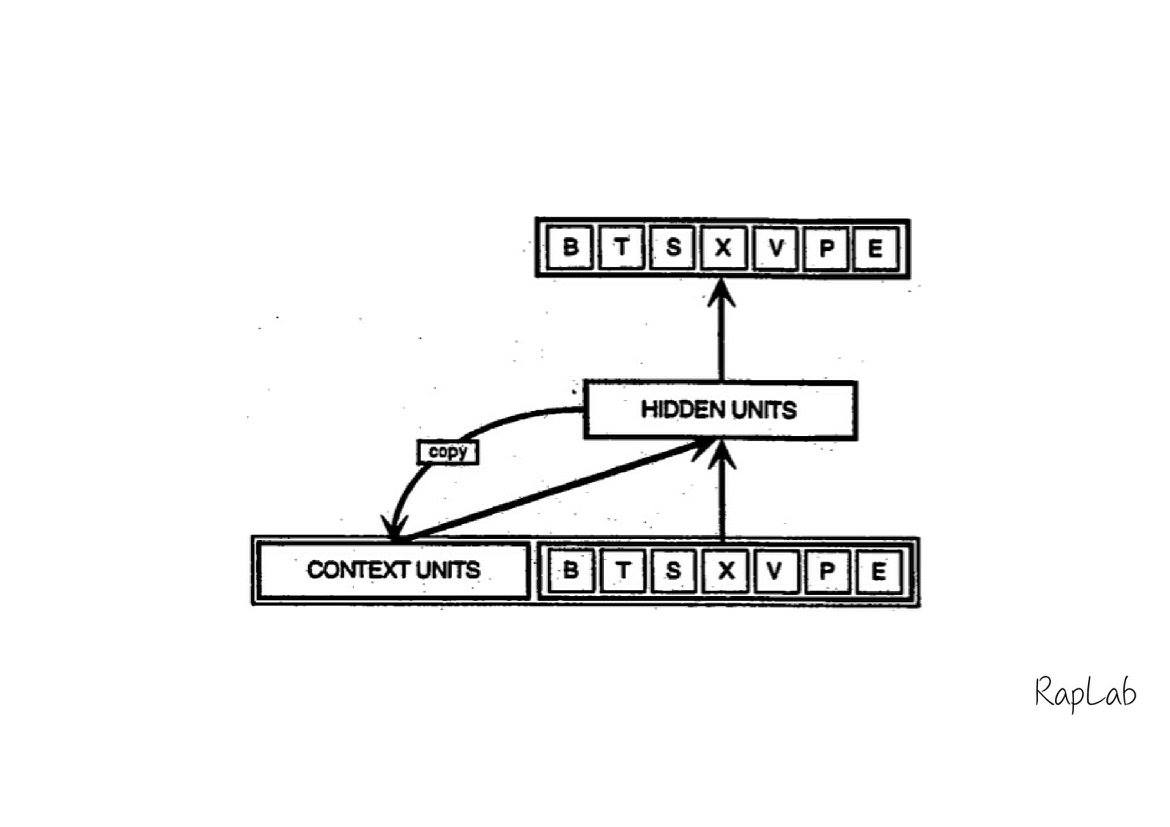 B T S X V P E
HIDDEN UNITS
copy
CONTEXT UNITS B T S X V P E
RapLab